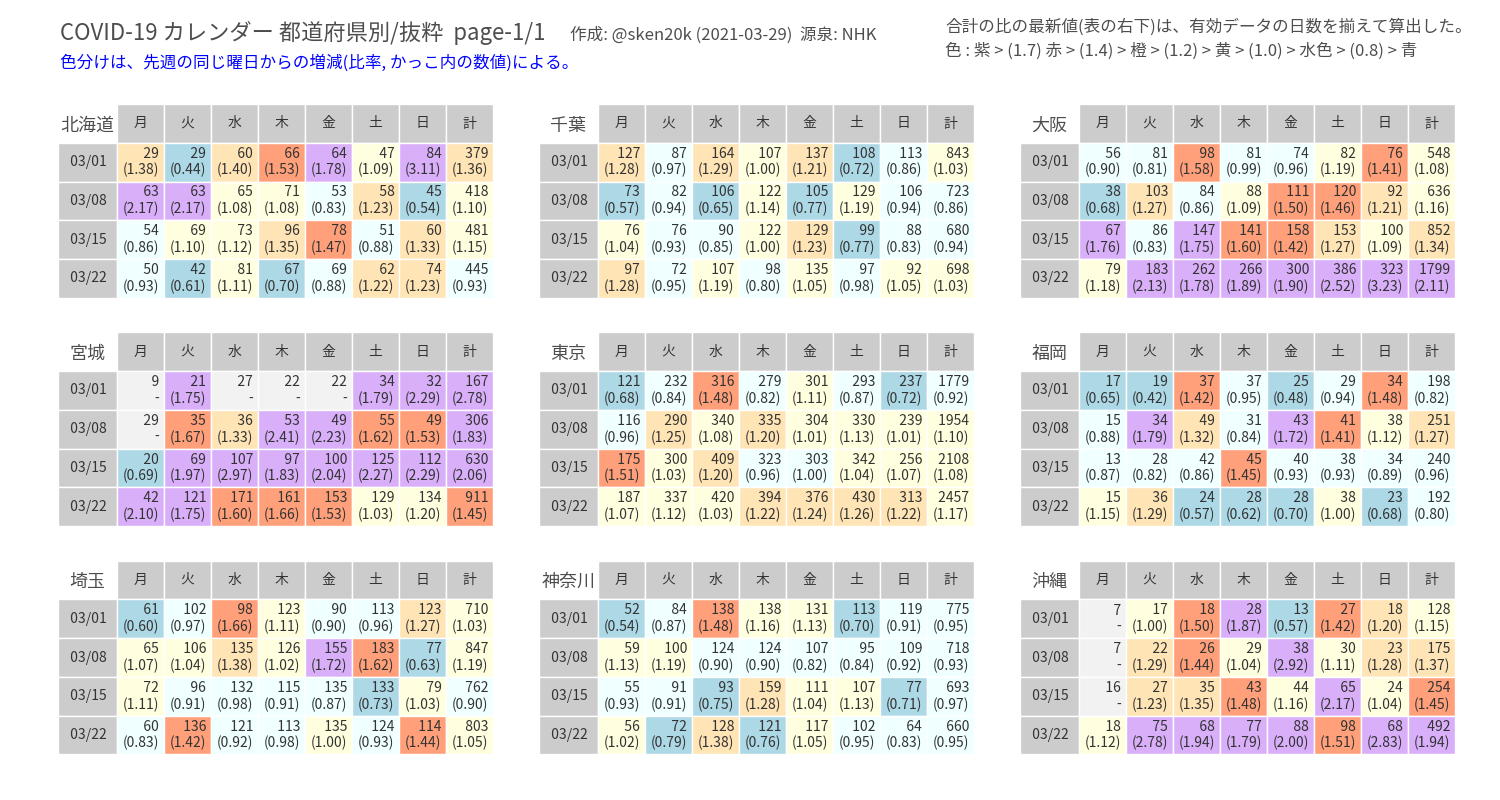 COVID-19 カレンダー 都道府県別/抜粋 page-1/1 作成: @sken20k (2021-03-29) 源泉: NHK
合計の比の最新値(表の右下)は、有効データの日数を揃えて算出した。
色分けは、先週の同じ曜日からの増減(比率, かっこ内の数値)による。
色 : 紫 > (1.7) 赤 > (1.4) > 橙 > (1.2) > 黄 > (1.0) > 水色 > (0.8) > 青
北海道 月 火 水 木 金 土 日 計
03/01 29 29 60 66 64 47 84 379
(1.38) (0.44) (1.40) (1.53) (1.78) (1.09) (3.11) (1.36)
03/08 63 63 65 71 53 58 45 418
(2.17) (2.17) (1.08) (1.08) (0.83) (1.23) (0.54) (1.10)
03/15 54 69 73 96 78 51 60 481
(0.86) (1.10) (1.12) (1.35) (1.47) (0.88) (1.33) (1.15)
03/22 50 42 81 67 69 62 74 445
(0.93) (0.61) (1.11) (0.70) (0.88) (1.22) (1.23) (0.93)
千葉 月 火 水 木 金 土 日 計
03/01 127 87 164 107 137 108 113 843
(1.28) (0.97) (1.29) (1.00) (1.21) (0.72) (0.86) (1.03)
03/08 73 82 106 122 105 129 106 723
(0.57) (0.94) (0.65) (1.14) (0.77) (1.19) (0.94) (0.86)
03/15 76 76 90 122 129 99 88 680
(1.04) (0.93) (0.85) (1.00) (1.23) (0.77) (0.83) (0.94)
03/22 97 72 107 98 135 97 92 698
(1.28) (0.95) (1.19) (0.80) (1.05) (0.98) (1.05) (1.03)
大阪 月 火 水 木 金 土 日 計
03/01 56 81 98 81 74 82 76 548
(0.90) (0.81) (1.58) (0.99) (0.96) (1.19) (1.41) (1.08)
03/08 38 103 84 88 111 120 92 636
(0.68) (1.27) (0.86) (1.09) (1.50) (1.46) (1.21) (1.16)
03/15 67 86 147 141 158 153 100 852
(1.76) (0.83) (1.75) (1.60) (1.42) (1.27) (1.09) (1.34)
03/22 79 183 262 266 300 386 323 1799
(1.18) (2.13) (1.78) (1.89) (1.90) (2.52) (3.23) (2.11)
宮城 月 火 水 木 金 土 日 計
03/01 9 21 27 22 22 34 32 167
- (1.75) - - - (1.79) (2.29) (2.78)
03/08 29 35 36 53 49 55 49 306
- (1.67) (1.33) (2.41) (2.23) (1.62) (1.53) (1.83)
03/15 20 69 107 97 100 125 112 630
(0.69) (1.97) (2.97) (1.83) (2.04) (2.27) (2.29) (2.06)
03/22 42 121 171 161 153 129 134 911
(2.10) (1.75) (1.60) (1.66) (1.53) (1.03) (1.20) (1.45)
東京 月 火 水 木 金 土 日 計
03/01 121 232 316 279 301 293 237 1779
(0.68) (0.84) (1.48) (0.82) (1.11) (0.87) (0.72) (0.92)
03/08 116 290 340 335 304 330 239 1954
(0.96) (1.25) (1.08) (1.20) (1.01) (1.13) (1.01) (1.10)
03/15 175 300 409 323 303 342 256 2108
(1.51) (1.03) (1.20) (0.96) (1.00) (1.04) (1.07) (1.08)
03/22 187 337 420 394 376 430 313 2457
(1.07) (1.12) (1.03) (1.22) (1.24) (1.26) (1.22) (1.17)
福岡 月 火 水 木 金 土 日 計
03/01 17 19 37 37 25 29 34 198
(0.65) (0.42) (1.42) (0.95) (0.48) (0.94) (1.48) (0.82)
03/08 15 34 49 31 43 41 38 251
(0.88) (1.79) (1.32) (0.84) (1.72) (1.41) (1.12) (1.27)
03/15 13 28 42 45 40 38 34 240
(0.87) (0.82) (0.86) (1.45) (0.93) (0.93) (0.89) (0.96)
03/22 15 36 24 28 28 38 23 192
(1.15) (1.29) (0.57) (0.62) (0.70) (1.00) (0.68) (0.80)
埼玉 月 火 水 木 金 土 日 計
03/01 61 102 98 123 90 113 123 710
(0.60) (0.97) (1.66) (1.11) (0.90) (0.96) (1.27) (1.03)
03/08 65 106 135 126 155 183 77 847
(1.07) (1.04) (1.38) (1.02) (1.72) (1.62) (0.63) (1.19)
03/15 72 96 132 115 135 133 79 762
(1.11) (0.91) (0.98) (0.91) (0.87) (0.73) (1.03) (0.90)
03/22 60 136 121 113 135 124 114 803
(0.83) (1.42) (0.92) (0.98) (1.00) (0.93) (1.44) (1.05)
神奈川 月 火 水 木 金 土 日 計
03/01 52 84 138 138 131 113 119 775
(0.54) (0.87) (1.48) (1.16) (1.13) (0.70) (0.91) (0.95)
03/08 59 100 124 124 107 95 109 718
(1.13) (1.19) (0.90) (0.90) (0.82) (0.84) (0.92) (0.93)
03/15 55 91 93 159 111 107 77 693
(0.93) (0.91) (0.75) (1.28) (1.04) (1.13) (0.71) (0.97)
03/22 56 72 128 121 117 102 64 660
(1.02) (0.79) (1.38) (0.76) (1.05) (0.95) (0.83) (0.95)
沖縄 月 火 水 木 金 土 日 計
03/01 7 17 18 28 13 27 18 128
- (1.00) (1.50) (1.87) (0.57) (1.42) (1.20) (1.15)
03/08 7 22 26 29 38 30 23 175
- (1.29) (1.44) (1.04) (2.92) (1.11) (1.28) (1.37)
03/15 16 27 35 43 44 65 24 254
- (1.23) (1.35) (1.48) (1.16) (2.17) (1.04) (1.45)
03/22 18 75 68 77 88 98 68 492
(1.12) (2.78) (1.94) (1.79) (2.00) (1.51) (2.83) (1.94)